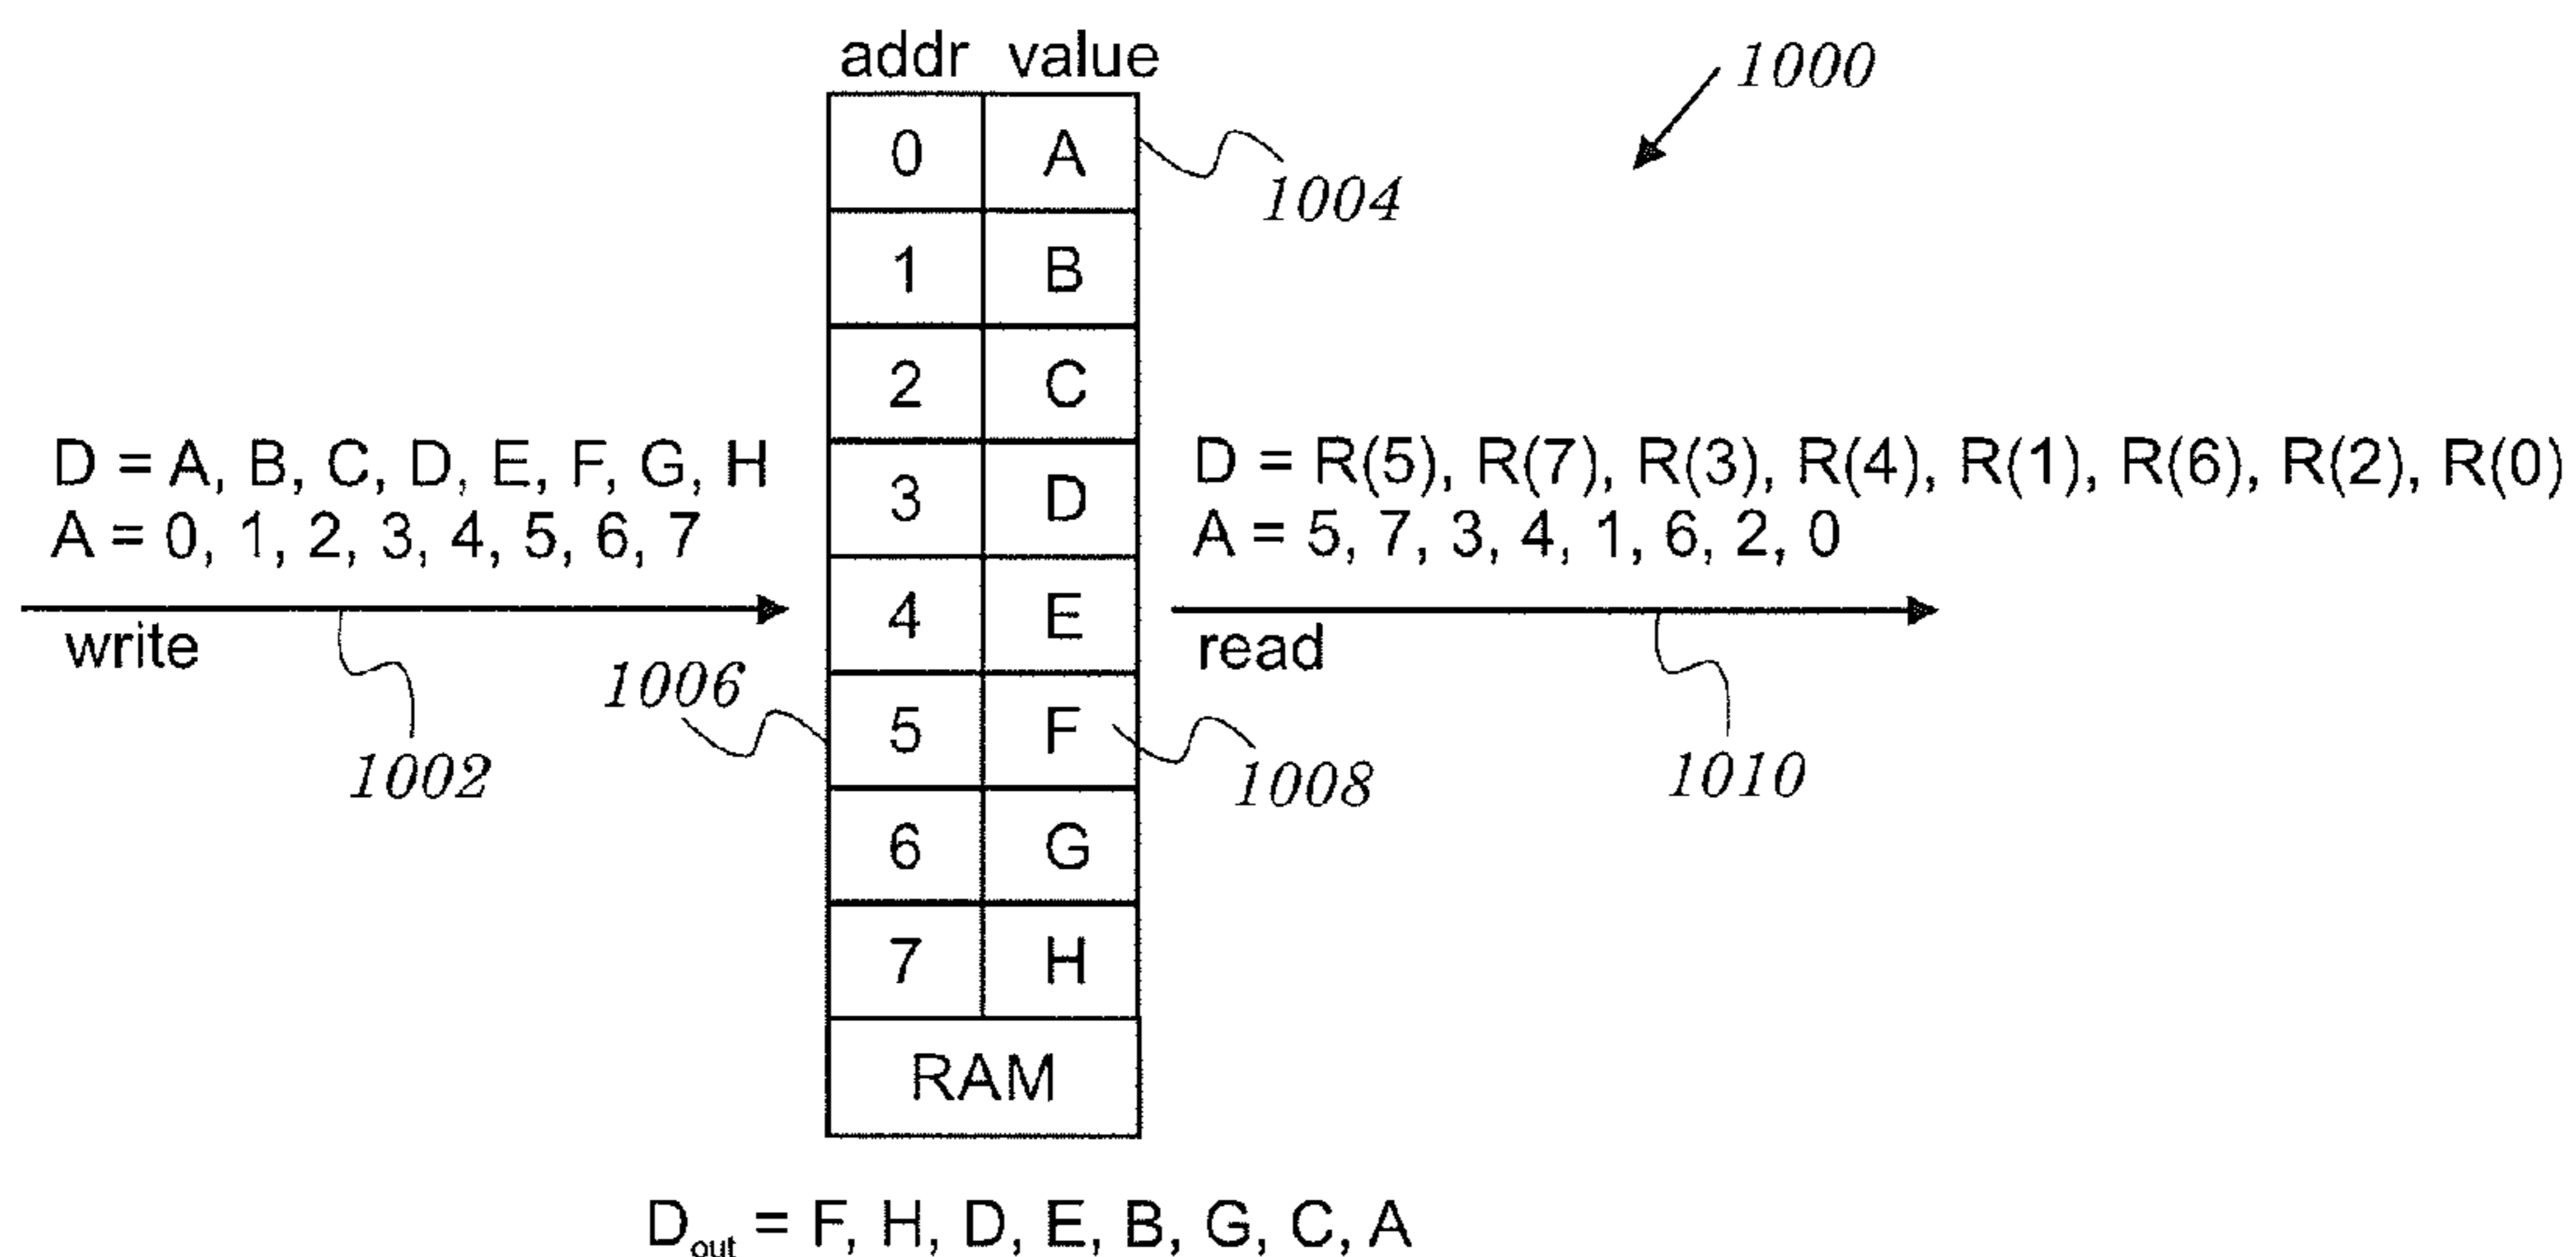 addr value
1000
0 A
1004
1 B
2 C
D = A, B, C, D, E, F, G, H
A = 0, 1, 2, 3, 4, 5, 6, 7
write
1002
3 D
4 E
1006
5 F
1008
6 G
7 H
RAM
D = R(5), R(7), R(3), R(4), R(1), R(6), R(2), R(0)
A = 5, 7, 3, 4, 1, 6, 2, 0
read
1010
Dout = F, H, D, E, B, G, C, A